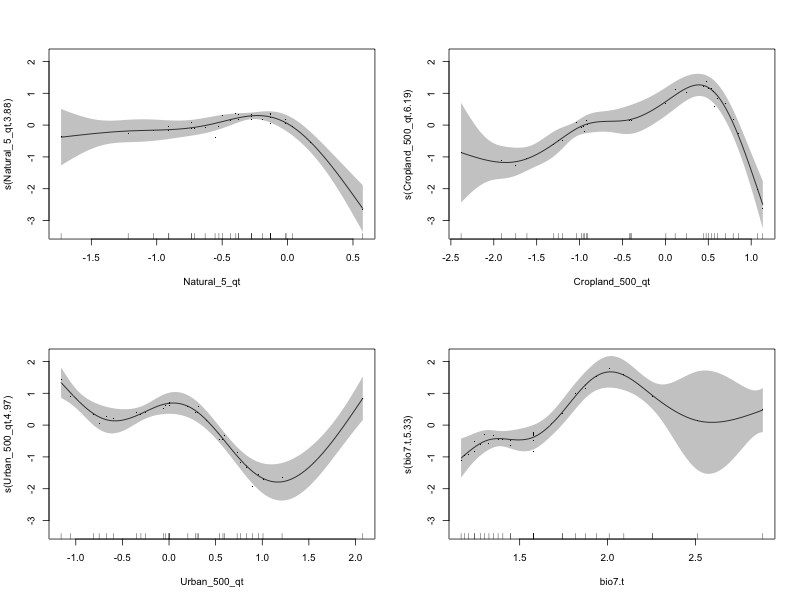 s(Natural_5_qt,3.88)
2
1
0
-1
-2
-3
-1.5 -1.0 -0.5 0.0 0.5
Natural_5_qt
s(Cropland_500_qt,6.19)
2
1
0
-1
-2
-3
-2.5 -2.0 -1.5 -1.0 -0.5 0.0 0.5 1.0
Cropland_500_qt
s(Urban_500_qt,4.97)
2
1
0
-1
-2
-3
-1.0 -0.5 0.0 0.5 1.0 1.5 2.0
Urban_500_qt
s(bio7.t,5.33)
2
1
0
-1
-2
-3
1.5 2.0 2.5
bio7.t